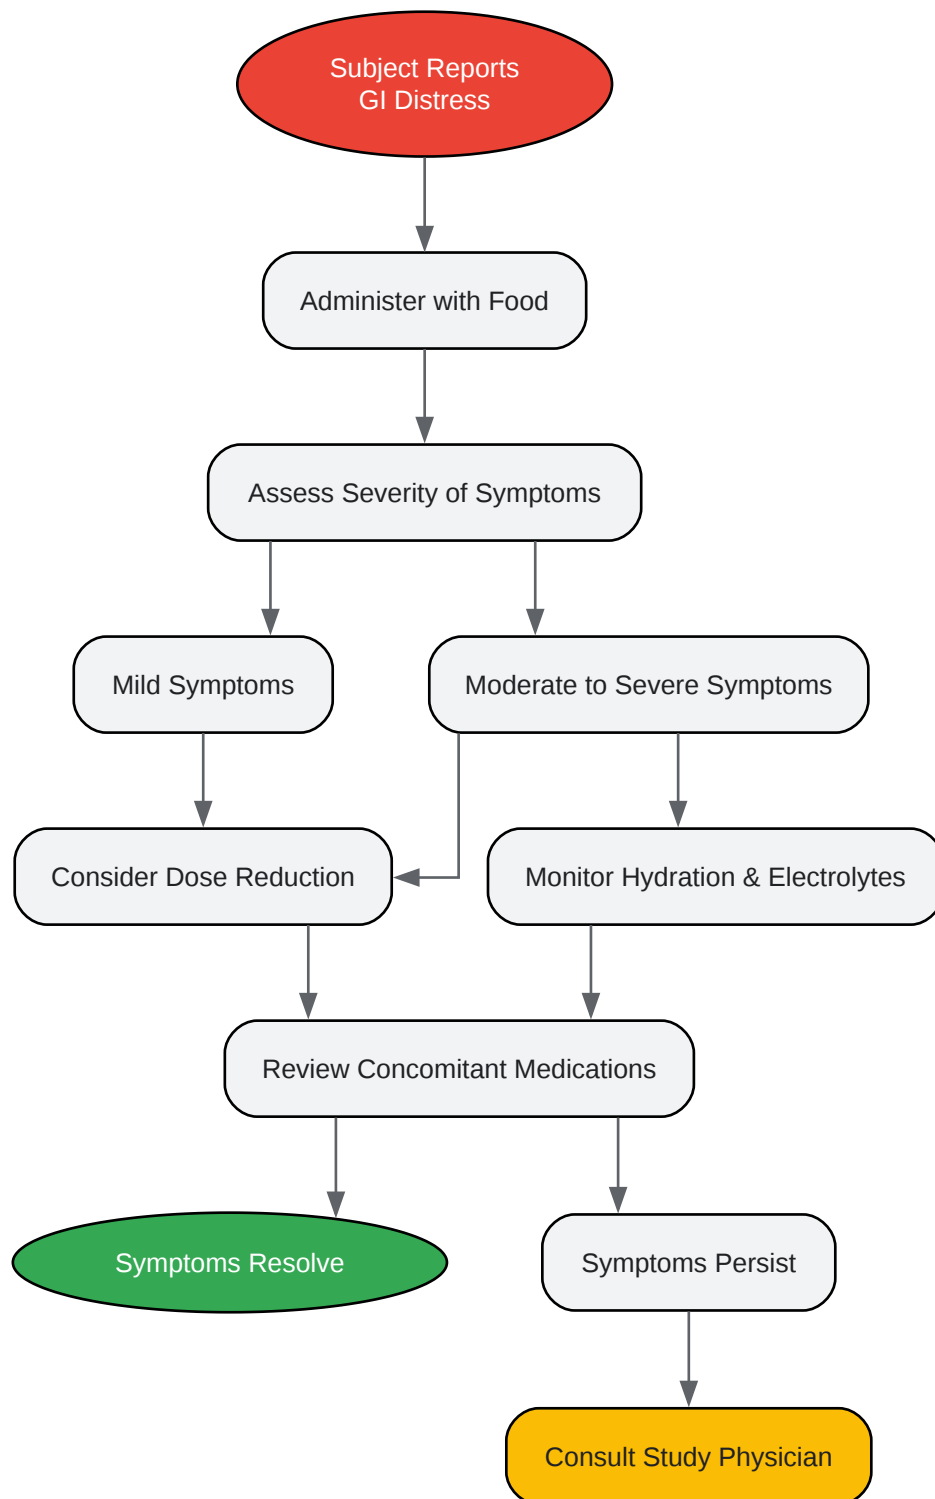 Subject Reports
GI Distress
Administer with Food
Assess Severity of Symptoms
Mild Symptoms
Moderate to Severe Symptoms
Consider Dose Reduction
Monitor Hydration & Electrolytes
Review Concomitant Medications
Symptoms Resolve
Symptoms Persist
Consult Study Physician